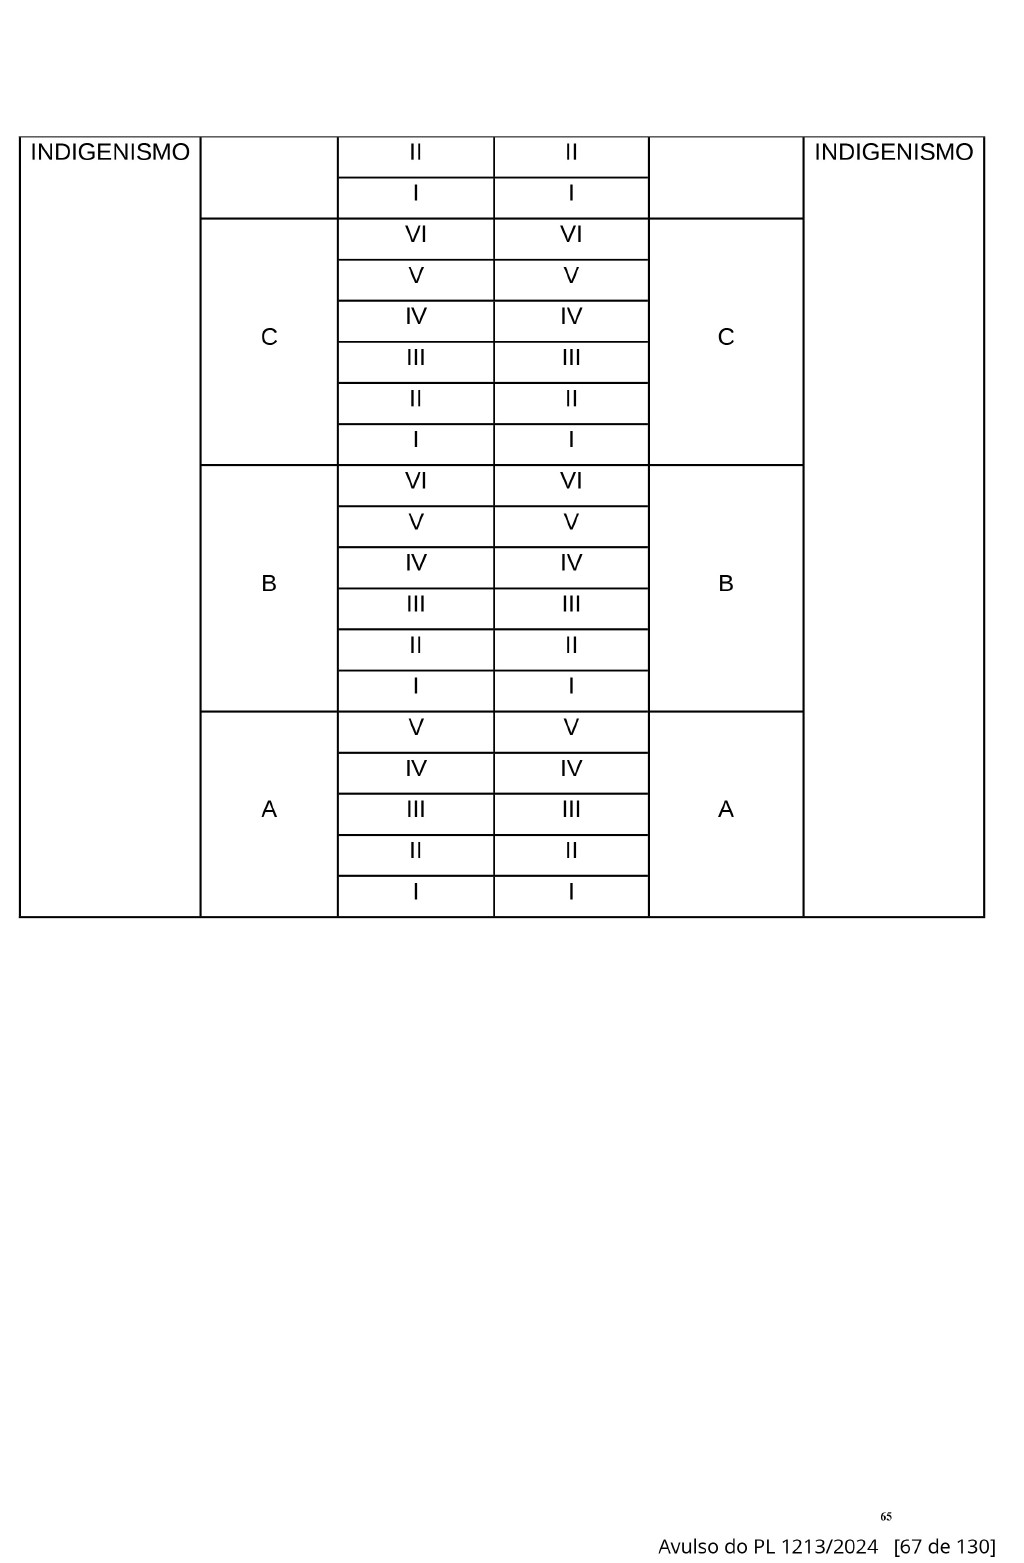 INDIGENISMO II II INDIGENISMO
I I
VI VI
V V
IV IV
C C
III III
II II
I I
VI VI
V V
IV IV
B B
III III
II II
I I
V V
IV IV
A III III A
II II
I I
65
Avulso do PL 1213/2024 [67 de 130]